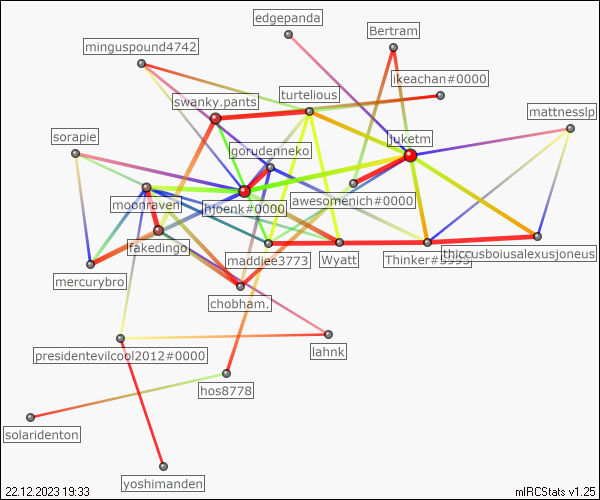 edgepanda
Bertram
minguspound4742
ikeachan#0000
turtelious
swanky.pants
mattnesslp
sorapie
juketm
gorudenneko
moonraven
hjoenk#0000
awesomenich#0000
fakedingo
maddiee3773
Wyatt
Thinker#3993
thiccusboiusalexusjoneus
mercurybro
chobham.
presidentevilcool2012#0000
lahnk
hos8778
solaridenton
yoshimanden
22.12.2023 19:33
mIRCStats v1.25